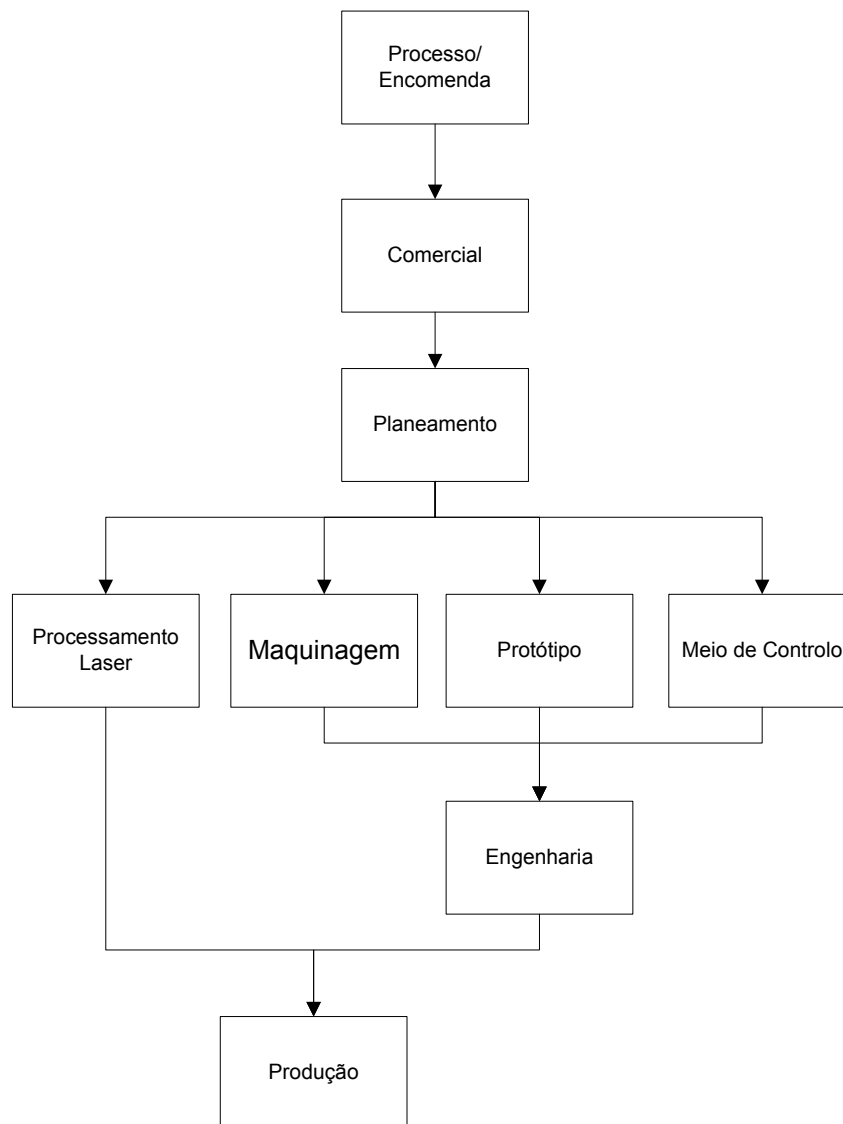 Processo/
Encomenda
Comercial
Planeamento
Processamento
Laser
Maquinagem
Protótipo
Meio de Controlo
Engenharia
Produção